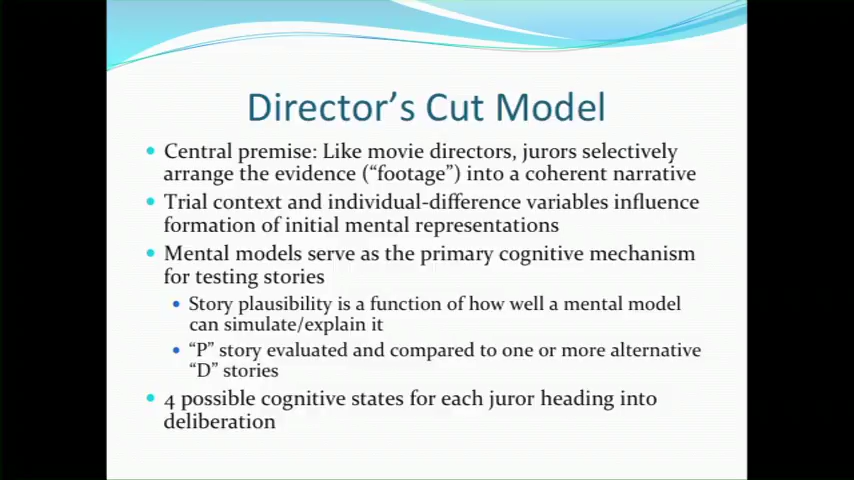 Director's Cut Model
• Central premise: Like movie directors, jurors selectively
arrange the evidence (“footage”) into a coherent narrative
• Trial context and individual-difference variables influence
formation of initial mental representations
• Mental models serve as the primary cognitive mechanism
for testing stories
• Story plausibility is a function of how well a mental model
can simulate/explain it
• “P” story evaluated and compared to one or more alternative
“D” stories
• 4 possible cognitive states for each juror heading into
deliberation